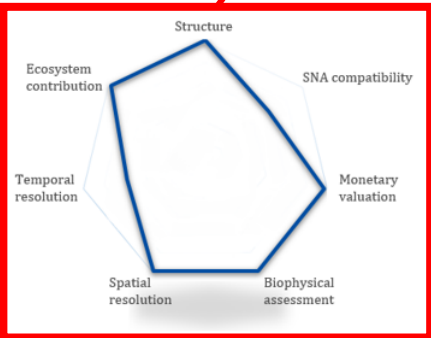 Structure
Ecosystem
contribution
SNA compatibility
Temporal
resolution
Monetary
valuation
Spatial
resolution
Biophysical
assessment